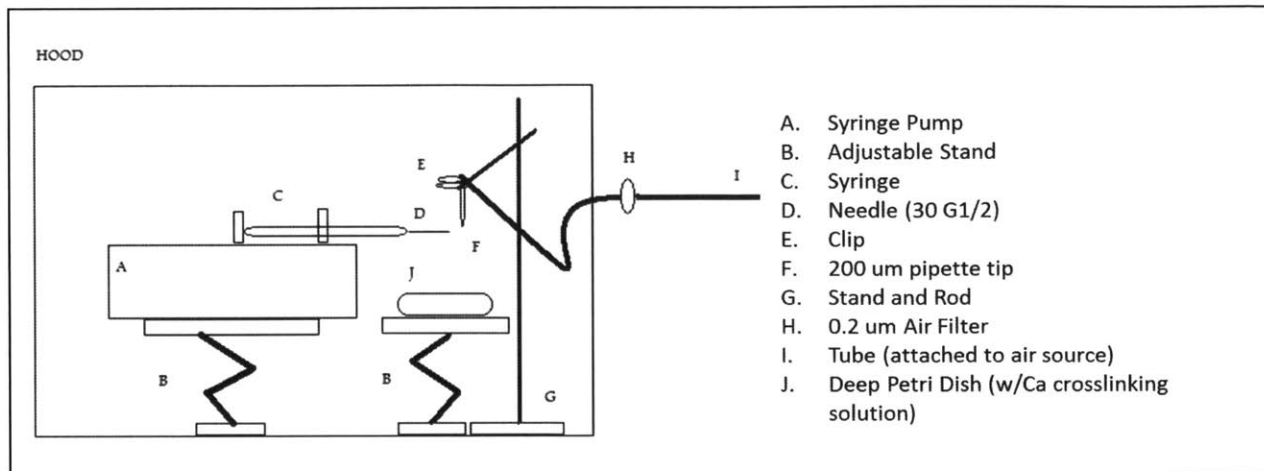 HOOD
E
H
I
C
D
F
A
J
B
B
G
A. Syringe Pump
B. Adjustable Stand
C. Syringe
D. Needle (30 G1/2)
E. Clip
F. 200 um pipette tip
G. Stand and Rod
H. 0.2 um Air Filter
I. Tube (attached to air source)
J. Deep Petri Dish (w/Ca crosslinking
solution)